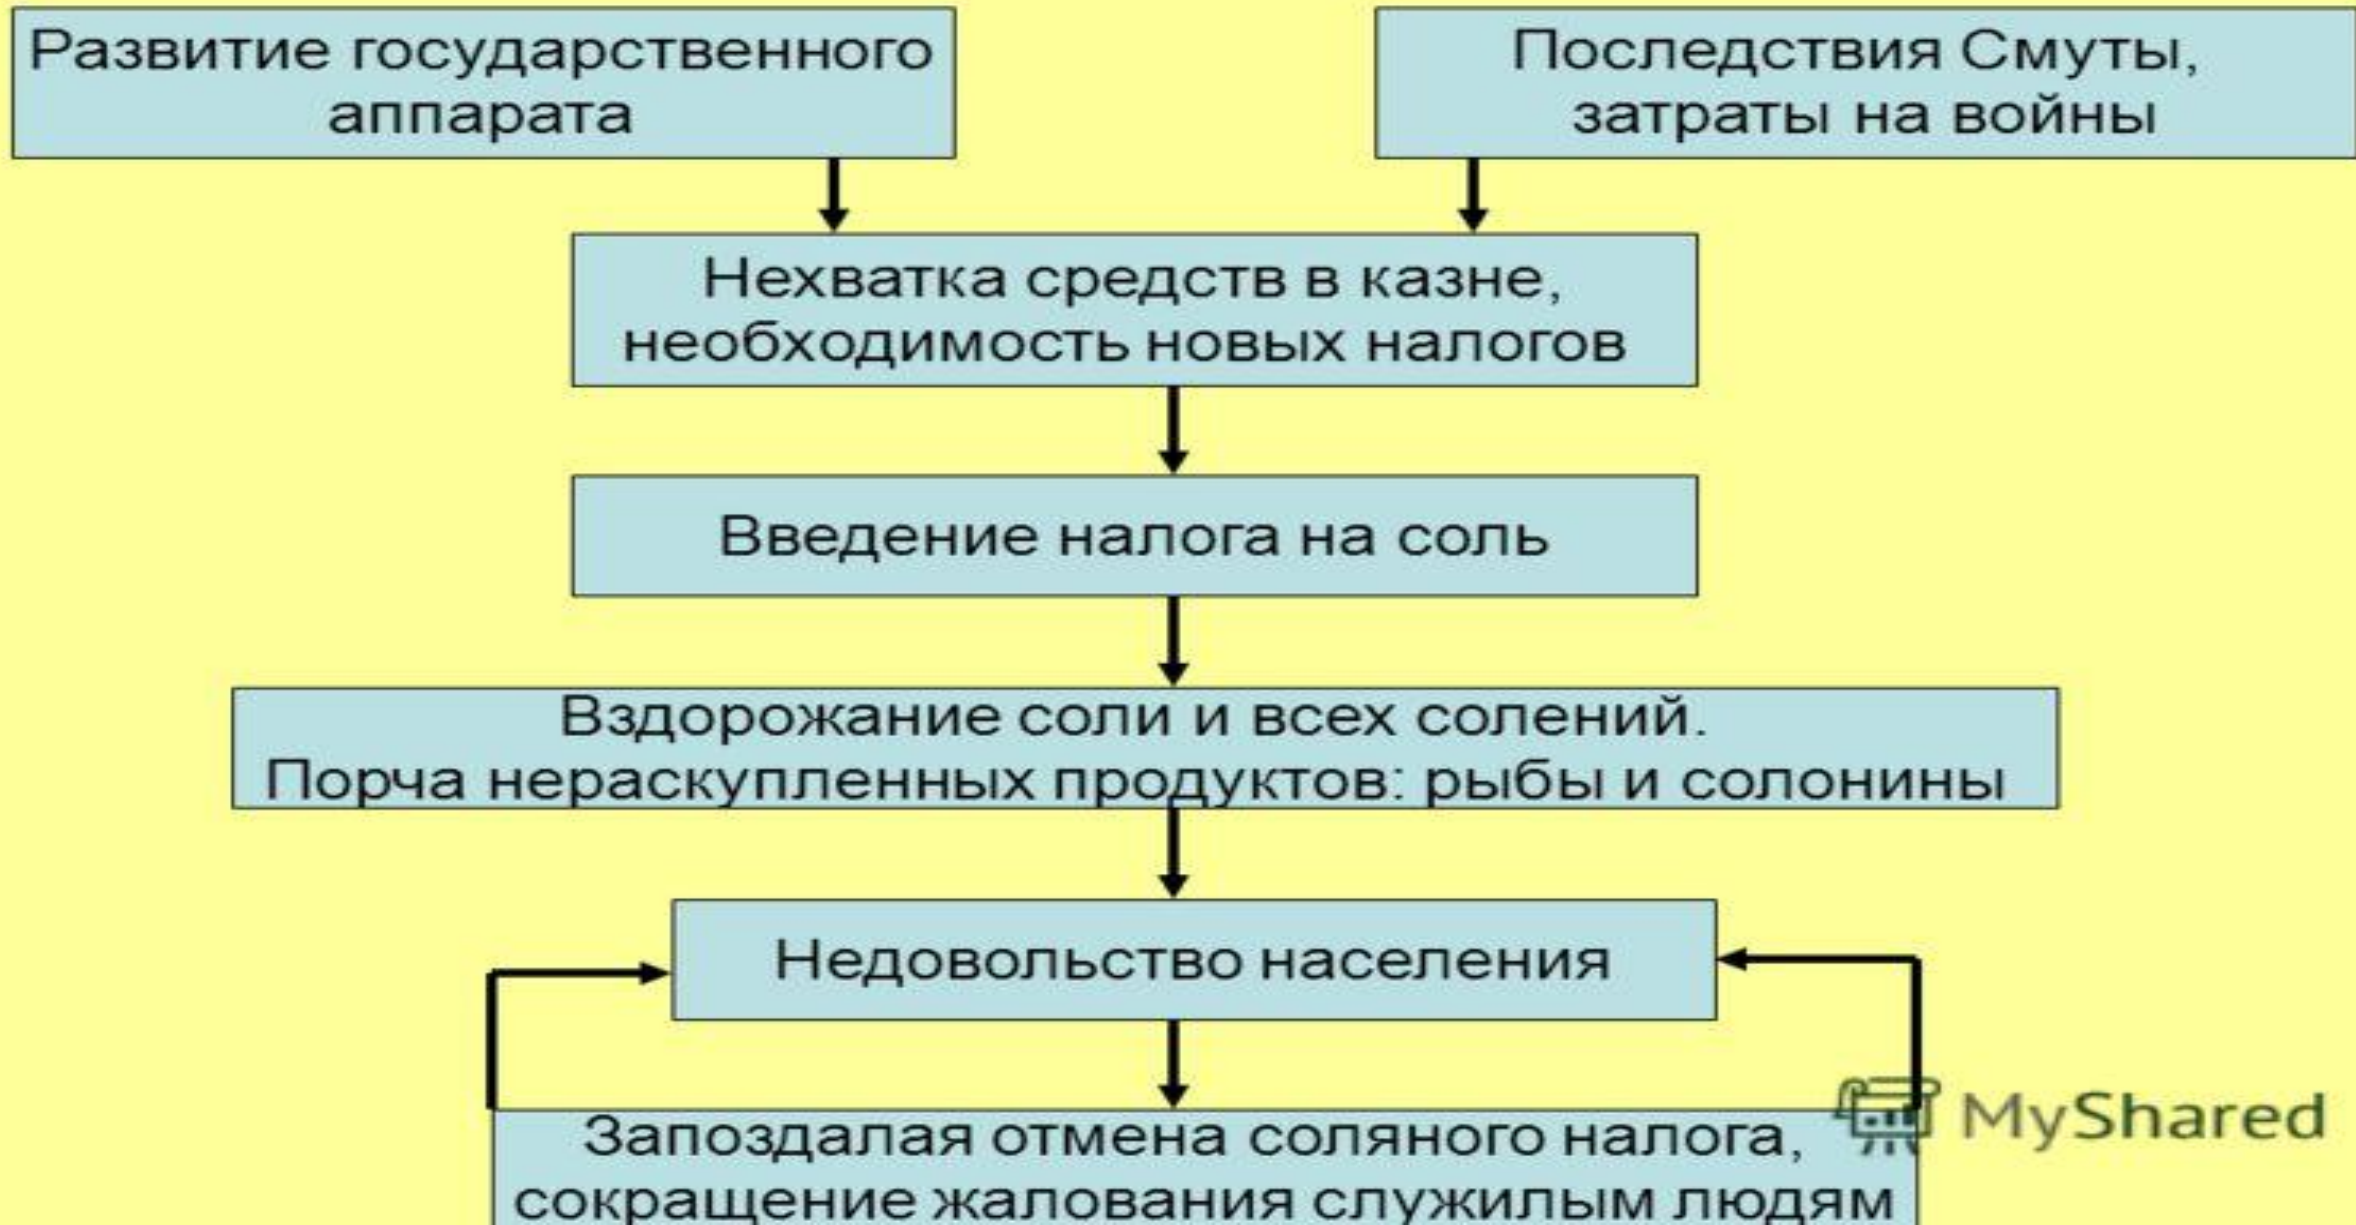 Развитие государственного
аппарата
Последствия Смуты,
затраты на войны
Нехватка средств в казне,
необходимость новых налогов
Введение налога на соль
Вздорожание соли и всех солений.
Порча нераскупленных продуктов: рыбы и солонины
Недовольство населения
Запоздалая отмена соляного налога,
сокращение жалования служилым людям
MyShared